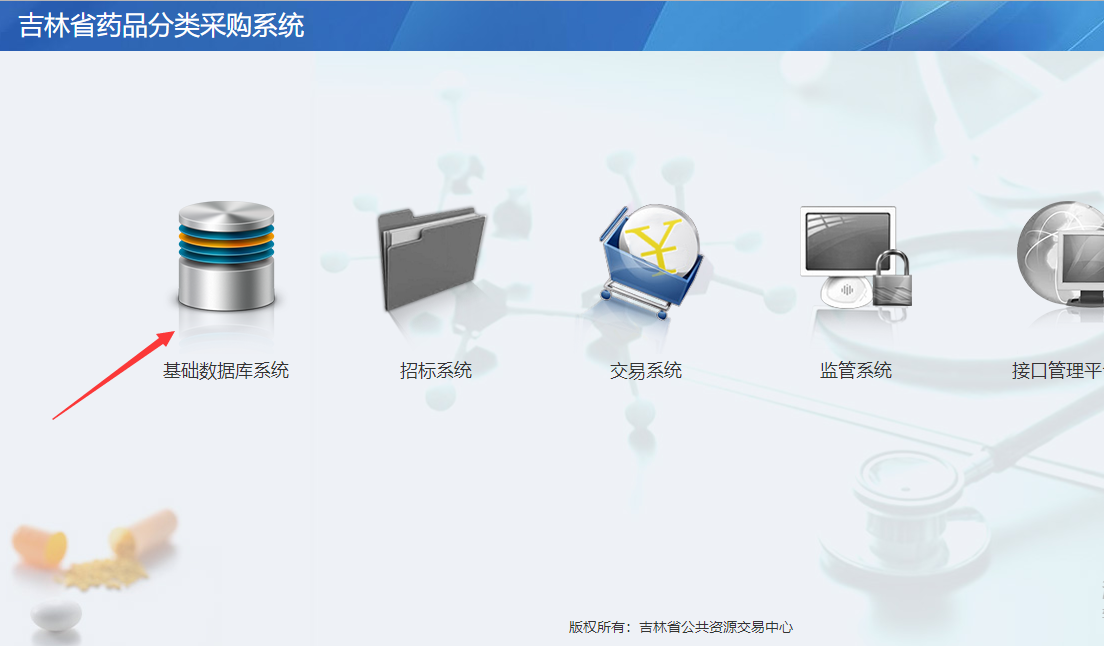 吉林省药品分类采购系统
基础数据库系统
招标系统
交易系统
监管系统
接口管理平
版权所有：吉林省公共资源交易中心